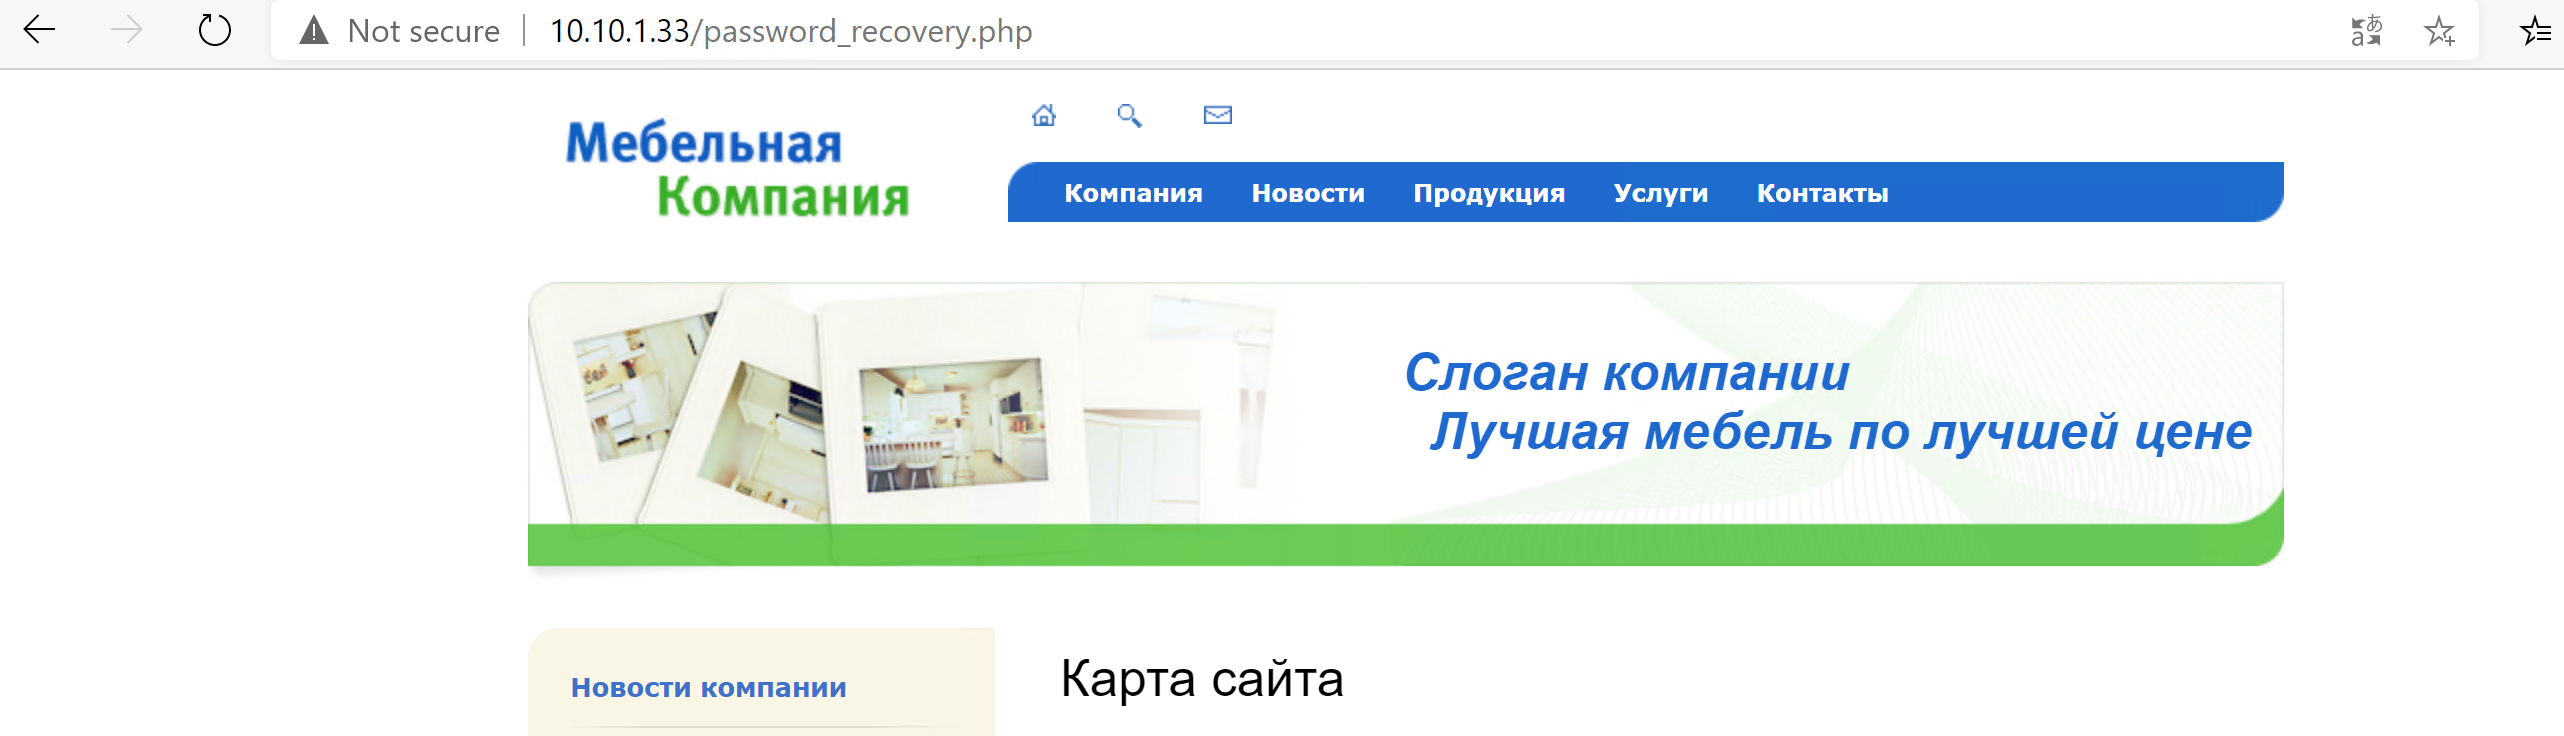 Not secure 10.10.1.33/password_recovery.php
Мебельная
Компания
Компания Новости Продукция Услуги Контакты
Слоган компании
Лучшая мебель по лучшей цене
Новости компании
Карта сайта